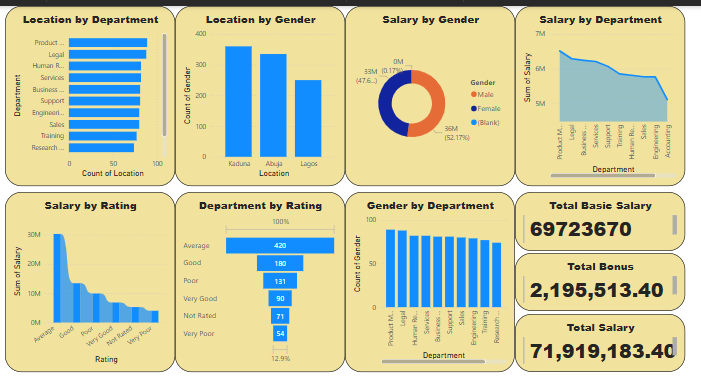 Location by Department
Department
Product ...
Legal
Human R...
Services
Business ...
Support
Engineeri...
Sales
Training
Research ...
0
50
100
Count of Location
Location by Gender
Count of Gender
400
300
200
100
0
Kaduna
Abuja
Lagos
Location
Salary by Gender
0M
(0.17%)
33M
(47.6...)
36M
(52.17%)
Gender
Male
Female
(Blank)
Salary by Department
Sum of Salary
7M
6M
5M
Product M...
Legal
Business ...
Services
Support
Training
Human Re...
Sales
Engineering
Accounting
Department
Salary by Rating
Sum of Salary
30M
20M
10M
0M
Average
Good
Poor
Very Good
Not Rated
Very Poor
Rating
Department by Rating
100%
Average 420
Good 180
Poor 131
Very Good 90
Not Rated 71
Very Poor 54
12.9%
Gender by Department
Count of Gender
100
50
0
Product M...
Legal
Human Re...
Services
Business ...
Support
Sales
Engineering
Training
Research ...
Department
Total Basic Salary
69723670
Total Bonus
2,195,513.40
Total Salary
71,919,183.40